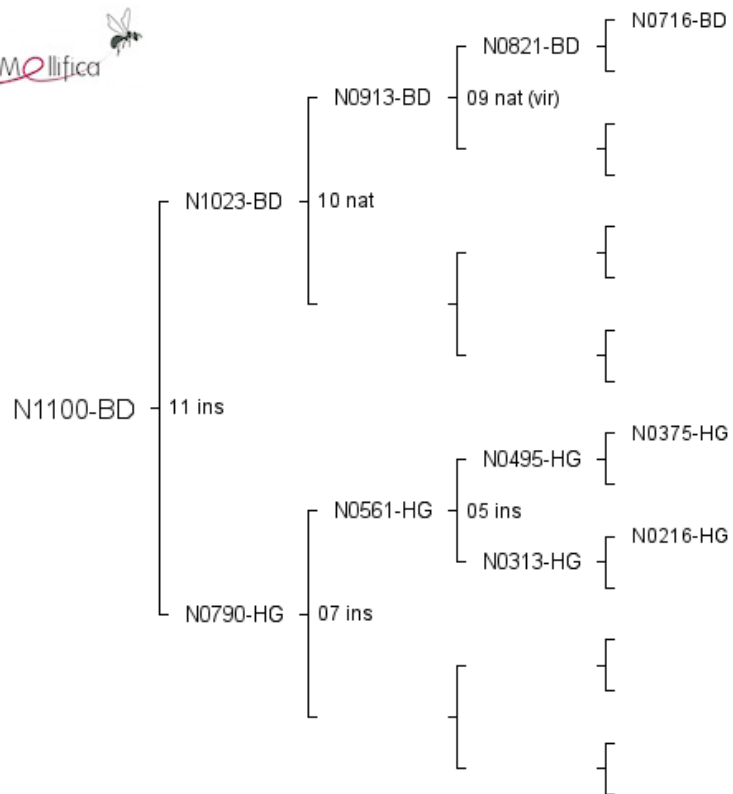 Mellifica
N0716-BD
N0821-BD
N0913-BD
09 nat (vir)
N1023-BD
10 nat
N1100-BD
11 ins
N0375-HG
N0495-HG
N0561-HG
05 ins
N0216-HG
N0313-HG
N0790-HG
07 ins